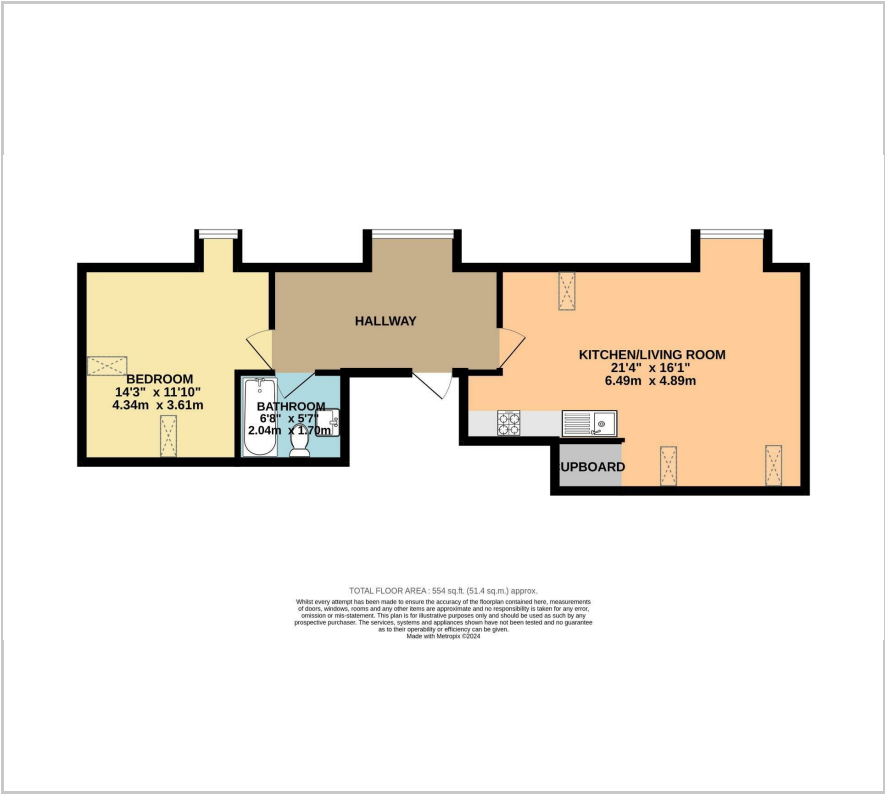 HALLWAY
KITCHEN/LIVING ROOM
21'4" x 16'1"
6.49m x 4.89m
BEDROOM
14'3" x 11'10"
4.34m x 3.61m
BATHROOM
6'8" x 5'7"
2.04m x 1.70m
UPBOARD
TOTAL FLOOR AREA : 554 sq.ft. (51.4 sq.m.) approx.
Whilst every attempt has been made to ensure the accuracy of the floorplan contained here, measurements
of doors, windows, rooms and any other items are approximate and no responsibility is taken for any error,
omission or mis-statement. This plan is for illustrative purposes only and should be used as such by any
prospective purchaser. The services, systems and appliances shown have not been tested and no guarantee
as to their operability or efficiency can be given.
Made with Metropix ©2024